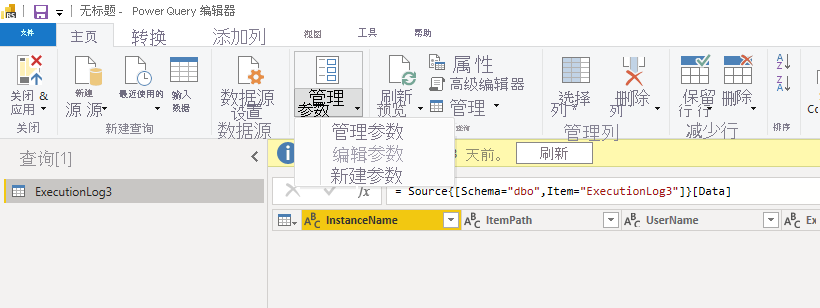 RS
无标题 - Power Query 编辑器
文件
主页
转换
添加列
视图
工具
帮助
关闭
应用
新建
源 源
最近使用的
输入
数据
数据源
设置
管理
参数
刷新
预览
属性
高级编辑器
管理
选择
列
删除
列
保留
行 行
删除
A
Z
Z
A
Co
关闭
新建查询
数据源
查询
管理列
减少行
排序
管理参数
编辑参数
新建参数
查询[1]
天前。
刷新
ExecutionLog3
fx
= Source{[Schema="dbo",Item="ExecutionLog3"]}[Data]
ABC InstanceName
ABC ItemPath
ABC UserName
ABC Ex